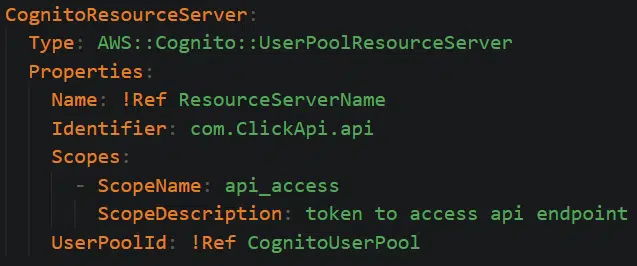 CognitoResourceServer:
Type: AWS::Cognito::UserPoolResourceServer
Properties:
Name: !Ref ResourceServerName
Identifier: com.ClickApi.api
Scopes:
- ScopeName: api_access
ScopeDescription: token to access api endpoint
UserPoolId: !Ref CognitoUserPool